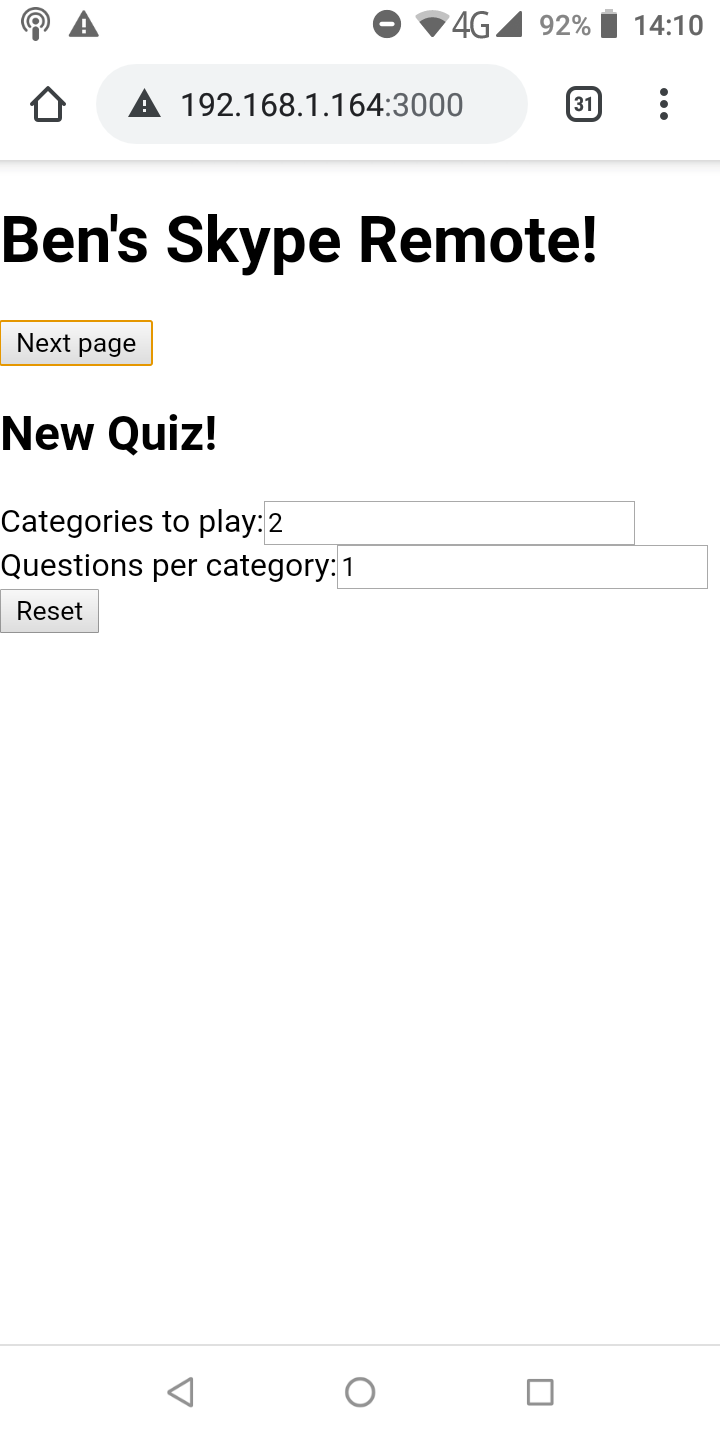 4G 92% 14:10
192.168.1.164:3000 31
Ben's Skype Remote!
Next page
New Quiz!
Categories to play: 2
Questions per category: 1
Reset